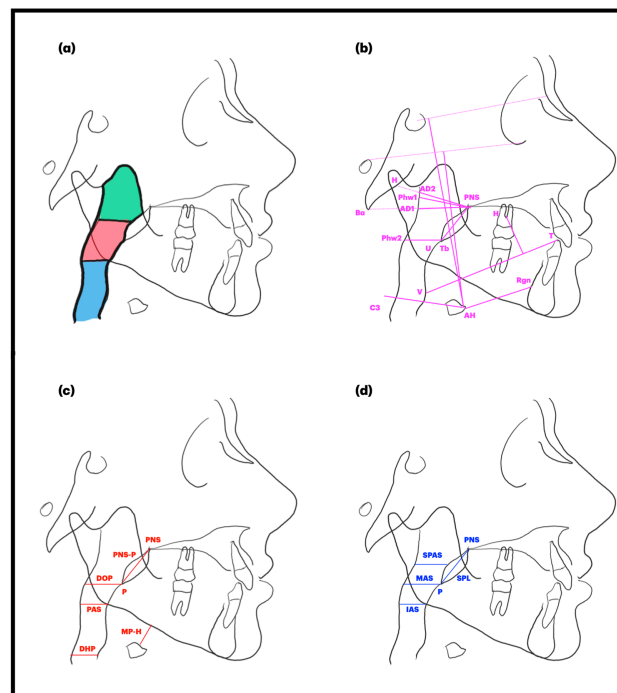 (a)
(b)
H
AD2
Phw1
PNS
Ba
AD1
H
Phw2
U
Tb
T
V
Rgn
C3
AH
(c)
(d)
PNS
PNS-P
DOP
P
PAS
MP-H
DHP
PNS
SPAS
MAS
SPL
P
IAS